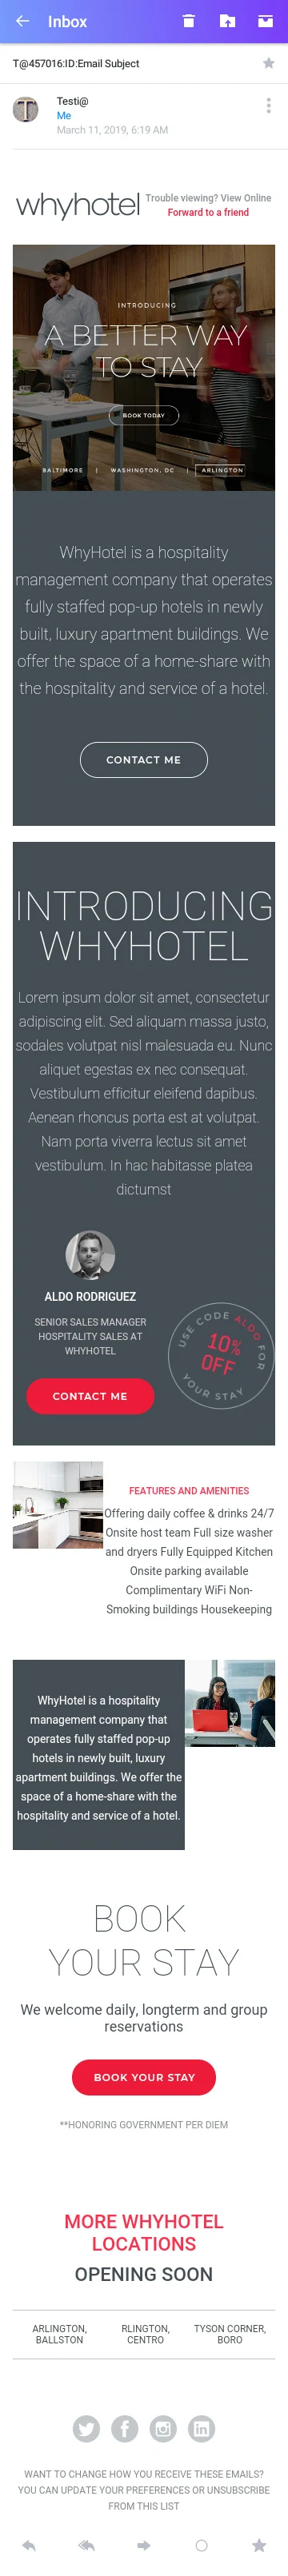 Inbox
T@457016:ID:Email Subject
Testi@
Me
March 11, 2019, 6:19 AM
whyhotel
Trouble viewing? View Online
Forward to a friend
INTRODUCING
A BETTER WAY
TO STAY
BOOK TODAY
BALTIMORE | WASHINGTON, DC | ARLINGTON
WhyHotel is a hospitality
management company that operates
fully staffed pop-up hotels in newly
built, luxury apartment buildings. We
offer the space of a home-share with
the hospitality and service of a hotel.
CONTACT ME
INTRODUCING
WHYHOTEL
Lorem ipsum dolor sit amet, consectetur
adipiscing elit. Sed aliquam massa justo,
sodales volutpat nisl malesuada eu. Nunc
aliquet egestas ex nec consequat.
Vestibulum efficitur eleifend dapibus.
Aenean rhoncus porta est at volutpat.
Nam porta viverra lectus sit amet
vestibulum. In hac habitasse platea
dictumst
ALDO RODRIGUEZ
SENIOR SALES MANAGER
HOSPITALITY SALES AT
WHYHOTEL
CONTACT ME
USE CODE ALDO FOR
10%
OFF
YOUR STAY
FEATURES AND AMENITIES
Offering daily coffee & drinks 24/7
Onsite host team Full size washer
and dryers Fully Equipped Kitchen
Onsite parking available
Complimentary WiFi Non-
Smoking buildings Housekeeping
WhyHotel is a hospitality
management company that
operates fully staffed pop-up
hotels in newly built, luxury
apartment buildings. We offer the
space of a home-share with the
hospitality and service of a hotel.
BOOK
YOUR STAY
We welcome daily, longterm and group
reservations
BOOK YOUR STAY
**HONORING GOVERNMENT PER DIEM
MORE WHYHOTEL
LOCATIONS
OPENING SOON
ARLINGTON,
BALLSTON
RLINGTON,
CENTRO
TYSON CORNER,
BORO
WANT TO CHANGE HOW YOU RECEIVE THESE EMAILS?
YOU CAN UPDATE YOUR PREFERENCES OR UNSUBSCRIBE
FROM THIS LIST